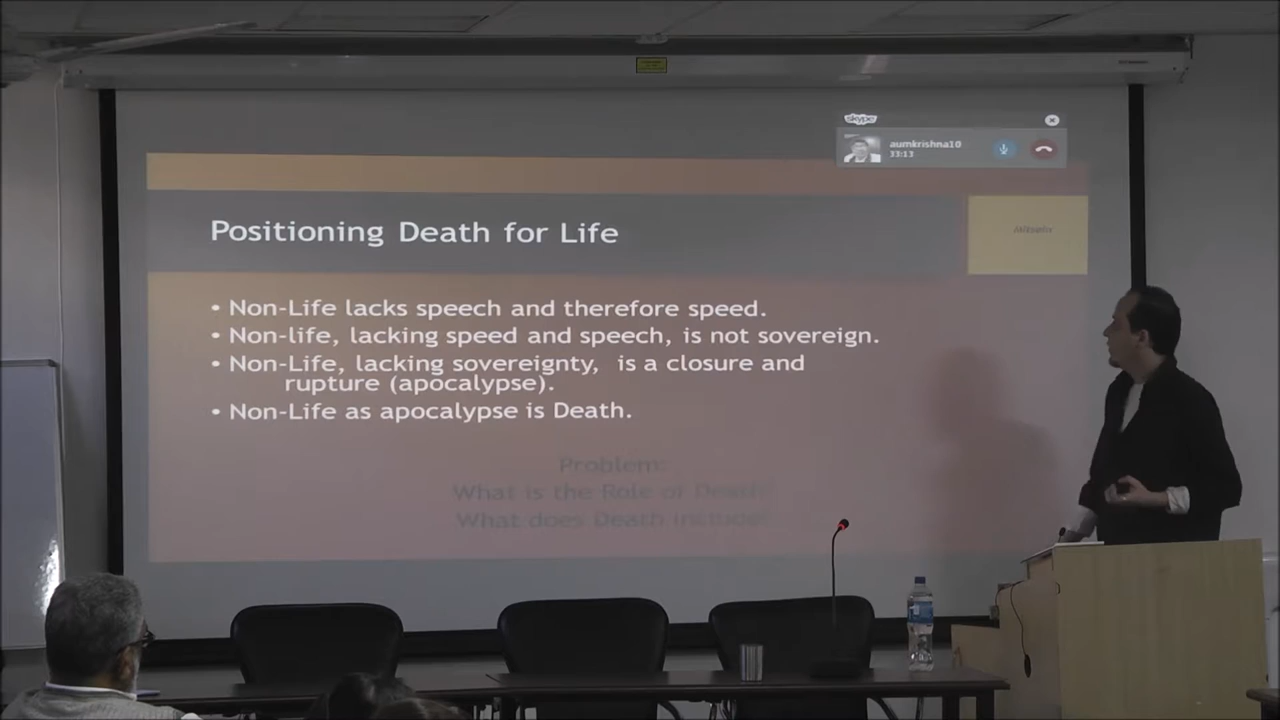 skype
aumkrishna10
33:13
Positioning Death for Life
• Non-Life lacks speech and therefore speed.
• Non-life, lacking speed and speech, is not sovereign.
• Non-Life, lacking sovereignty, is a closure and
rupture (apocalypse).
• Non-Life as apocalypse is Death.
Problem:
What is the Role of Death
What does Death include